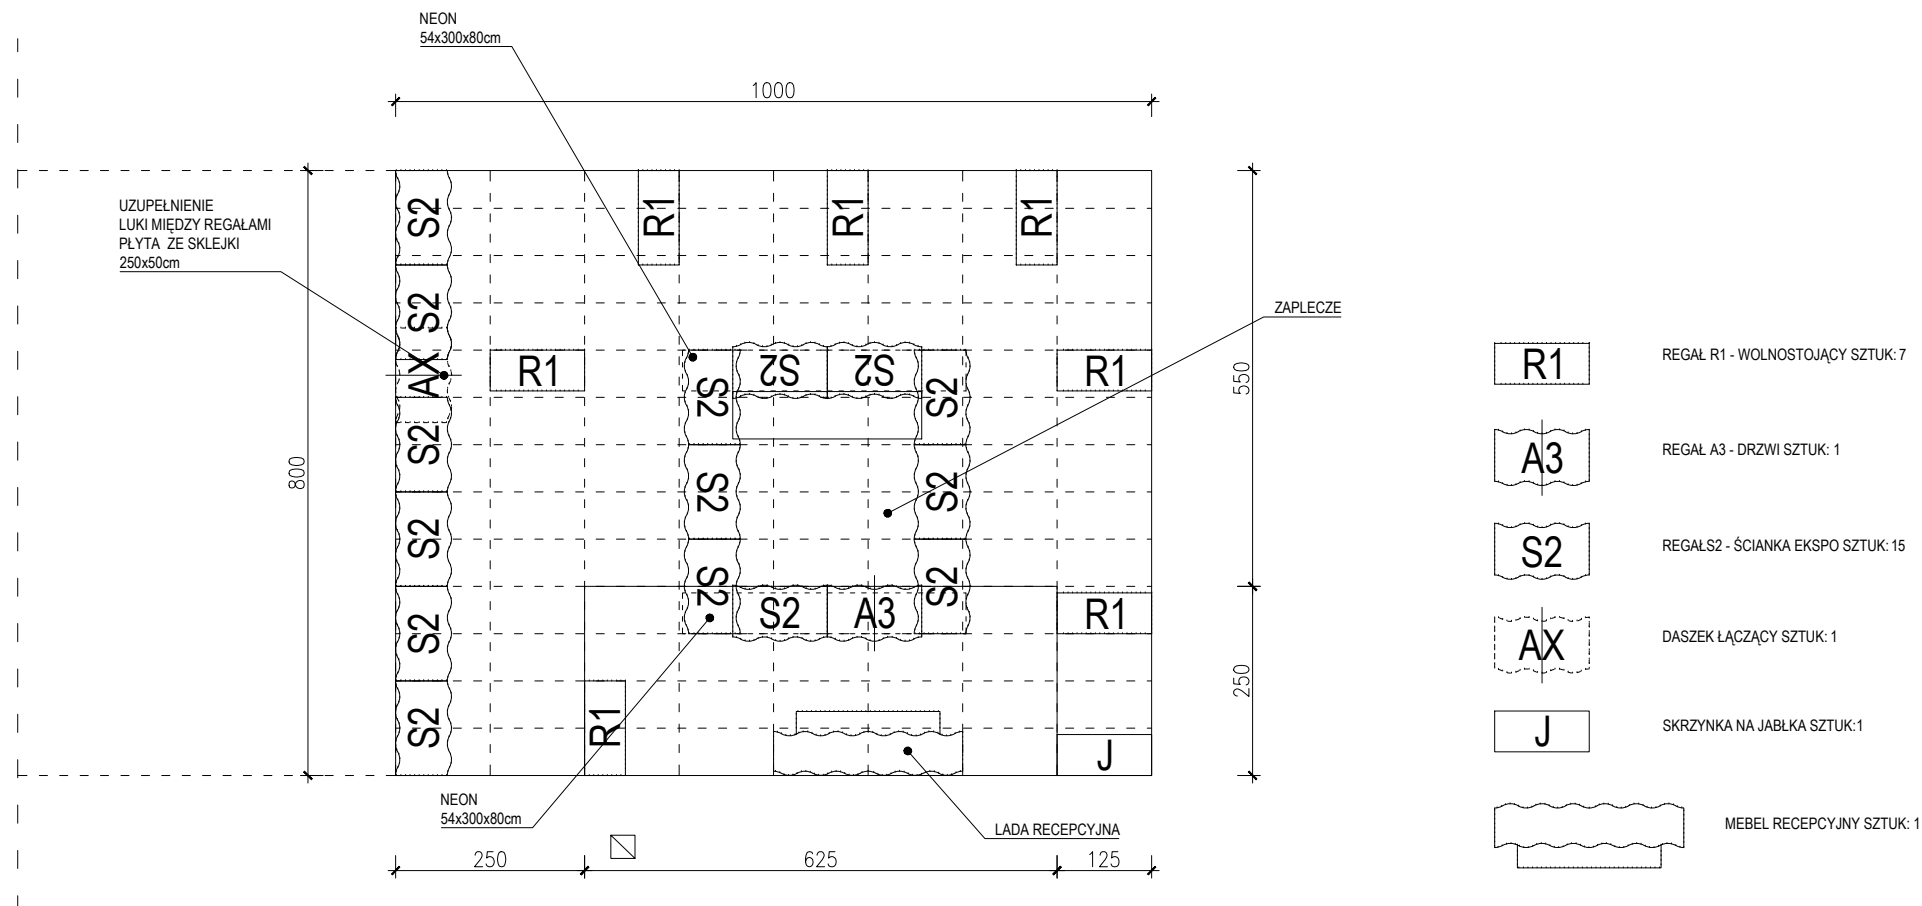 NEON
54x300x80cm
1000
UZUPEŁNIENIE
LUKI MIĘDZY REGAŁAMI
PŁYTA ZE SKLEJKI
250x50cm
800
S2
S2
AX
S2
S2
S2
S2
R1
R1
R1
R1
R1
S2
S2
S2
S2
S2
S2
S2
S2
S2
A3
R1
R1
J
ZAPLECZE
550
250
NEON
54x300x80cm
LADA RECEPCYJNA
250
625
125
R1
REGAŁ R1 - WOLNOSTOJĄCY SZTUK: 7
A3
REGAŁ A3 - DRZWI SZTUK: 1
S2
REGAŁS2 - ŚCIANKA EKSPO SZTUK: 15
AX
DASZEK ŁĄCZĄCY SZTUK: 1
J
SKRZYNKA NA JABŁKA SZTUK:1
MEBEL RECEPCYJNY SZTUK: 1